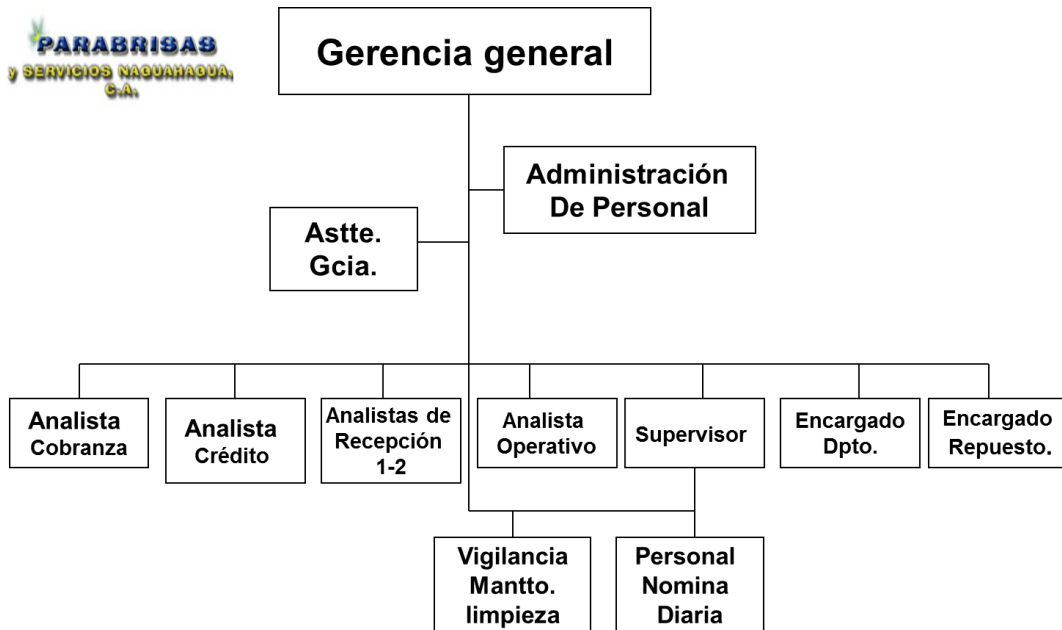 PARABRISAS
y SERVICIOS NAGUANAGUA,
C.A.
Gerencia general
Administración
De Personal
Astte.
Gcia.
Analista
Cobranza
Analista
Crédito
Analistas de
Recepción
1-2
Analista
Operativo
Supervisor
Encargado
Dpto.
Encargado
Repuesto.
Vigilancia
Mantto.
limpieza
Personal
Nomina
Diaria